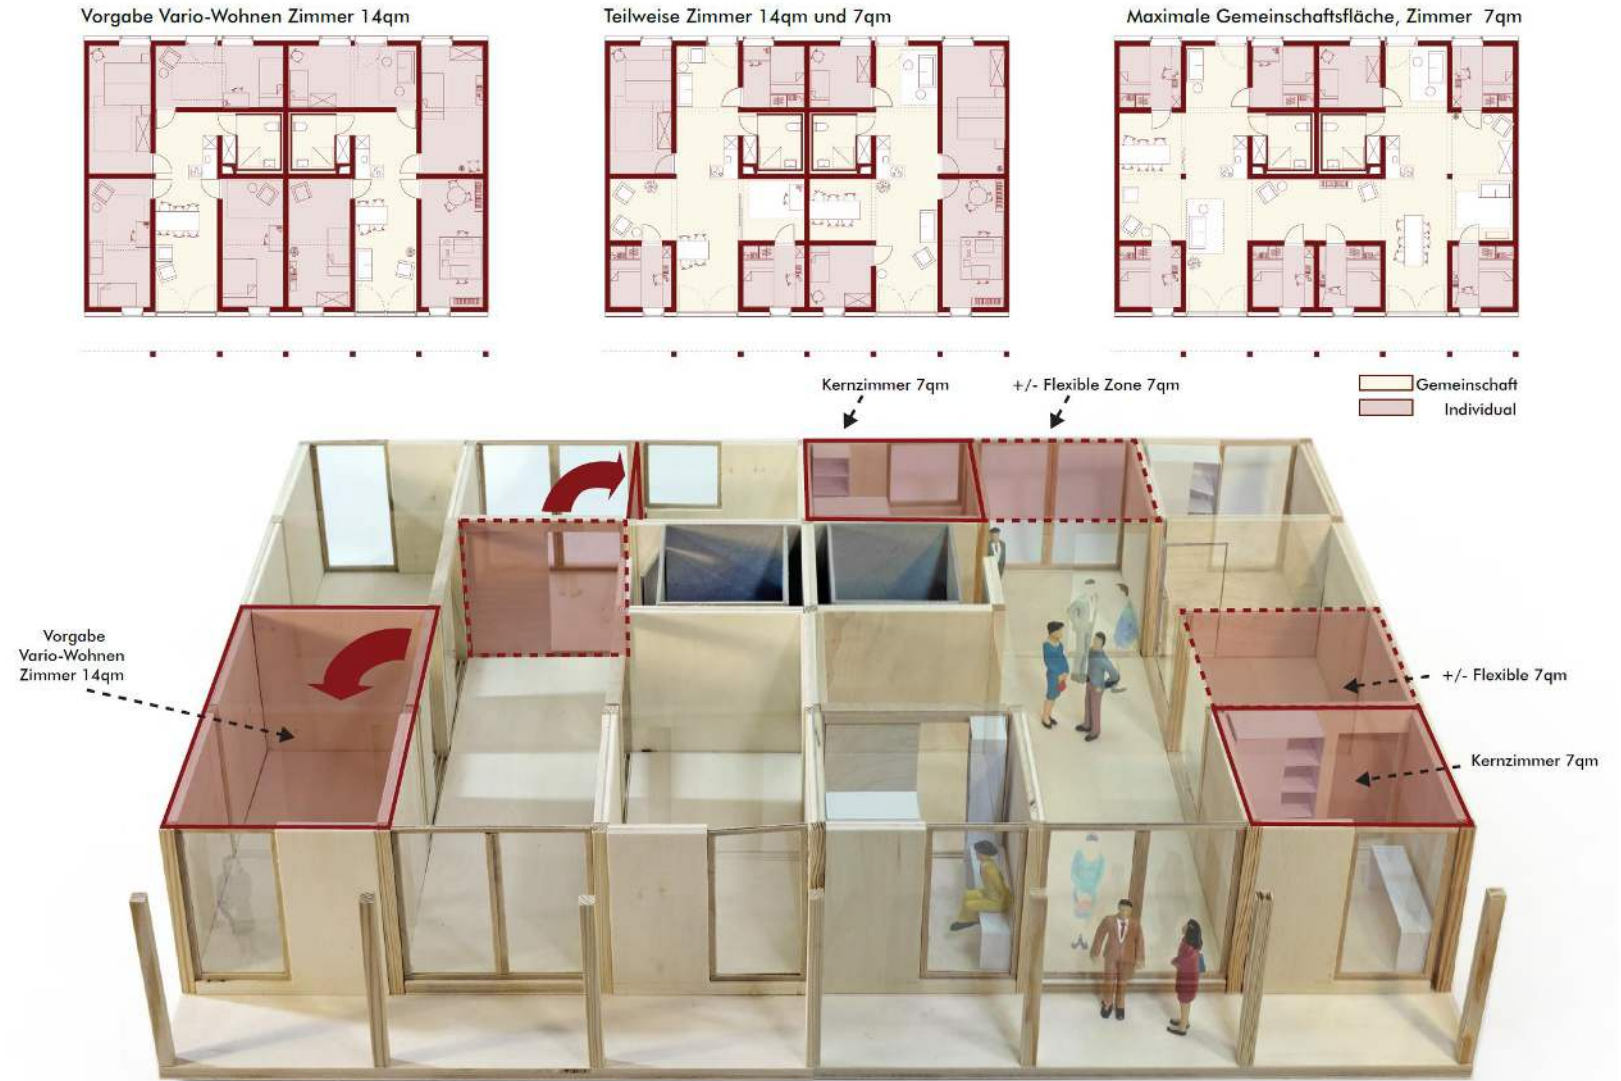 Vorgabe Vario-Wohnen Zimmer 14qm
Teilweise Zimmer 14qm und 7qm
Maximale Gemeinschaftsfläche, Zimmer 7qm
Kernzimmer 7qm
+/- Flexible Zone 7qm
Gemeinschaft
Individual
Vorgabe
Vario-Wohnen
Zimmer 14qm
+/- Flexible 7qm
Kernzimmer 7qm